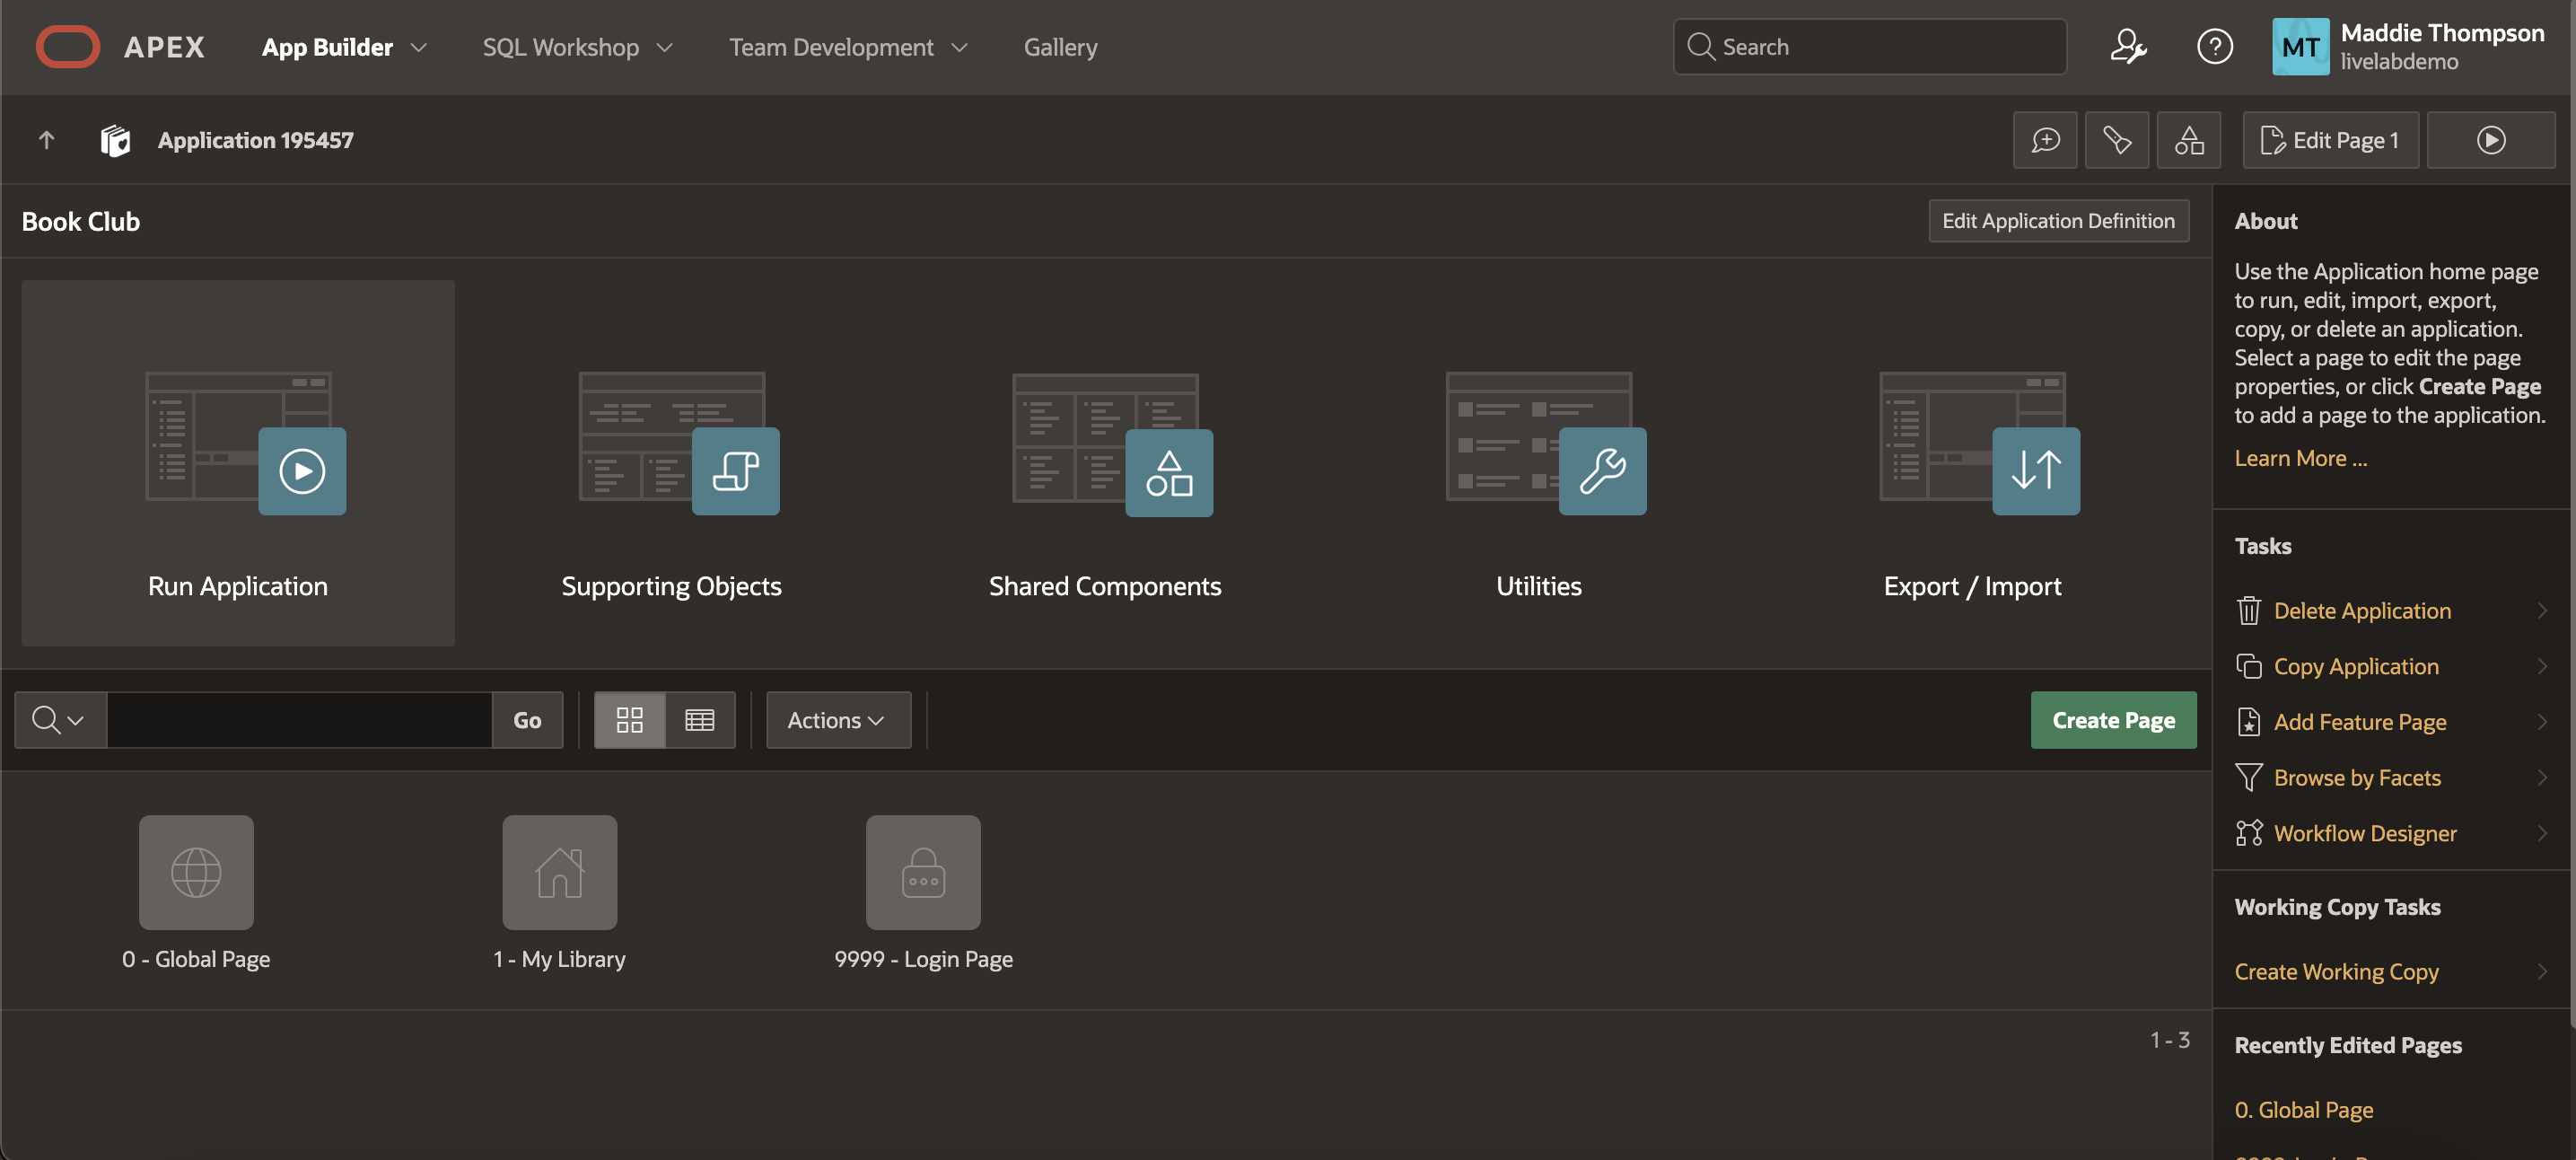 APEX
App Builder
SQL Workshop
Team Development
Gallery
Search
MT
Maddie Thompson
livelabdemo
Application 195457
Edit Page 1
Book Club
Edit Application Definition
Run Application
Supporting Objects
Shared Components
Utilities
Export / Import
Go
Actions
Create Page
0 - Global Page
1 - My Library
9999 - Login Page
1 - 3
About
Use the Application home page
to run, edit, import, export,
copy, or delete an application.
Select a page to edit the page
properties, or click Create Page
to add a page to the application.
Learn More ...
Tasks
Delete Application
Copy Application
Add Feature Page
Browse by Facets
Workflow Designer
Working Copy Tasks
Create Working Copy
Recently Edited Pages
0. Global Page